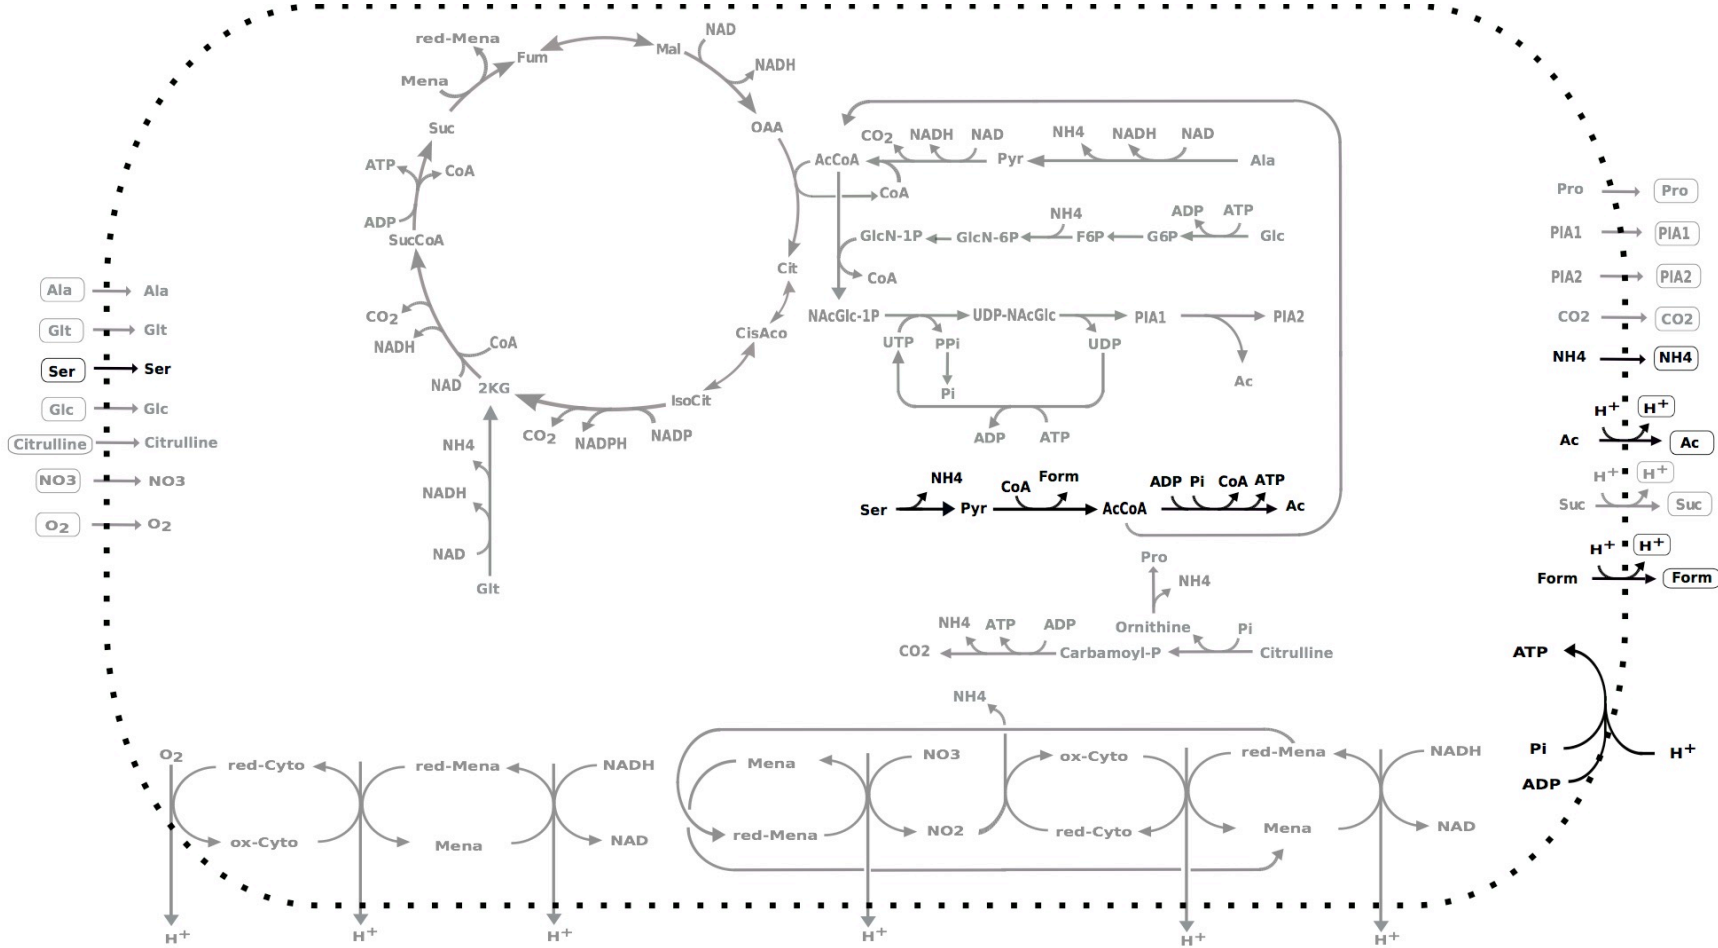 red-Mena
Fum
Mal
NAD
Mena
NADH
Suc
OAA
ATP
CoA
ADP
SucCoA
CO2
NADH
CoA
NAD
2KG
Cit
CisAco
IsoCit
CO2
NADPH
NADP
NH4
NADH
NAD
Glt
AcCoA
CO2
NADH
NAD
Pyr
NH4
NADH
NAD
Ala
CoA
GlcN-1P
GlcN-6P
NH4
F6P
G6P
ADP
ATP
Glc
CoA
NAcGlc-1P
UDP-NAcGlc
PIA1
PIA2
UTP
PPi
UDP
Pi
Ac
ADP
ATP
Ser
NH4
Pyr
CoA
Form
AcCoA
ADP
Pi
CoA
ATP
Ac
Pro
NH4
Ornithine
Pi
NH4
ATP
ADP
CO2
Carbamoyl-P
Citrulline
Ala Ala
Glt Glt
Ser Ser
Glc Glc
Citrulline Citrulline
NO3 NO3
O2 O2
Pro Pro
PIA1 PIA1
PIA2 PIA2
CO2 CO2
NH4 NH4
H+ H+
Ac Ac
H+ H+
Suc Suc
H+ H+
Form Form
ATP
Pi
H+
ADP
O2
red-Cyto
red-Mena
NADH
ox-Cyto
Mena
NAD
H+
H+
H+
NH4
Mena
NO3
ox-Cyto
red-Mena
NADH
red-Mena
NO2
red-Cyto
Mena
NAD
H+
H+
H+